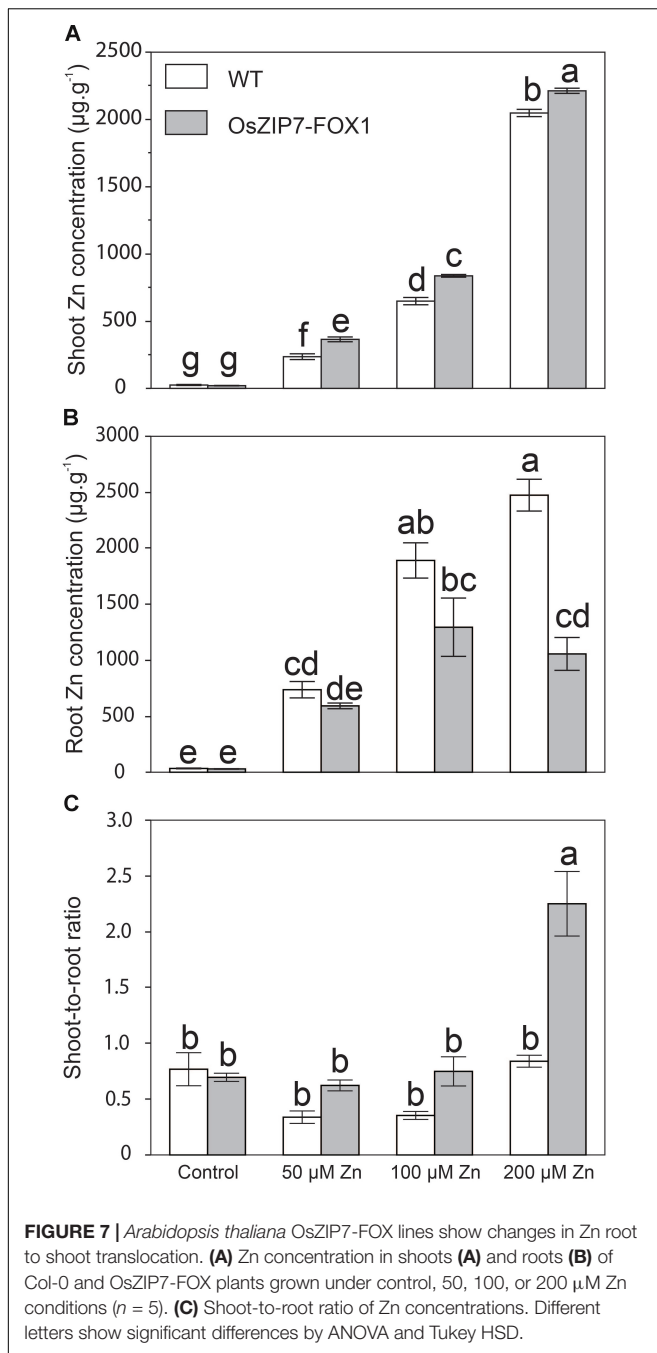 A
Shoot Zn concentration (µg.g⁻¹)
2500
2000
1500
1000
500
0
WT
OsZIP7-FOX1
g g f e d c b a
B
Root Zn concentration (µg.g⁻¹)
3000
2500
2000
1500
1000
500
0
e e cd de ab bc a cd
C
Shoot-to-root ratio
3.0
2.5
2.0
1.5
1.0
0.5
0
b b b b b b b a
Control 50 µM Zn 100 µM Zn 200 µM Zn
FIGURE 7 | Arabidopsis thaliana OsZIP7-FOX lines show changes in Zn root
to shoot translocation. (A) Zn concentration in shoots (A) and roots (B) of
Col-0 and OsZIP7-FOX plants grown under control, 50, 100, or 200 µM Zn
conditions (n = 5). (C) Shoot-to-root ratio of Zn concentrations. Different
letters show significant differences by ANOVA and Tukey HSD.